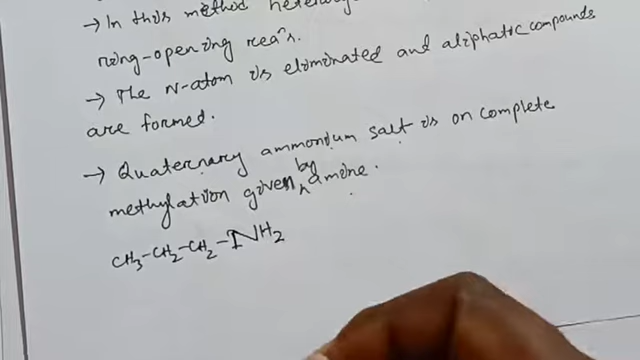 → In this method
ring-opening reac^n.
→ The N-atom is eliminated and aliphatic compounds
are formed.
→ Quaternary ammonium salt is on complete
methylation given by amine.
CH3-CH2-CH2-NH2